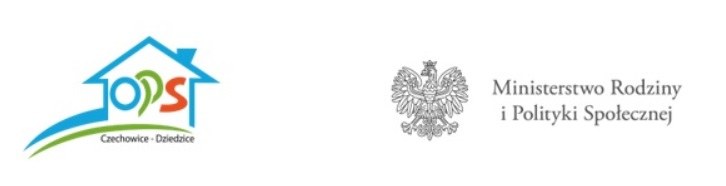 OPS
Czechowice - Dziedzice
Ministerstwo Rodziny
i Polityki Społecznej